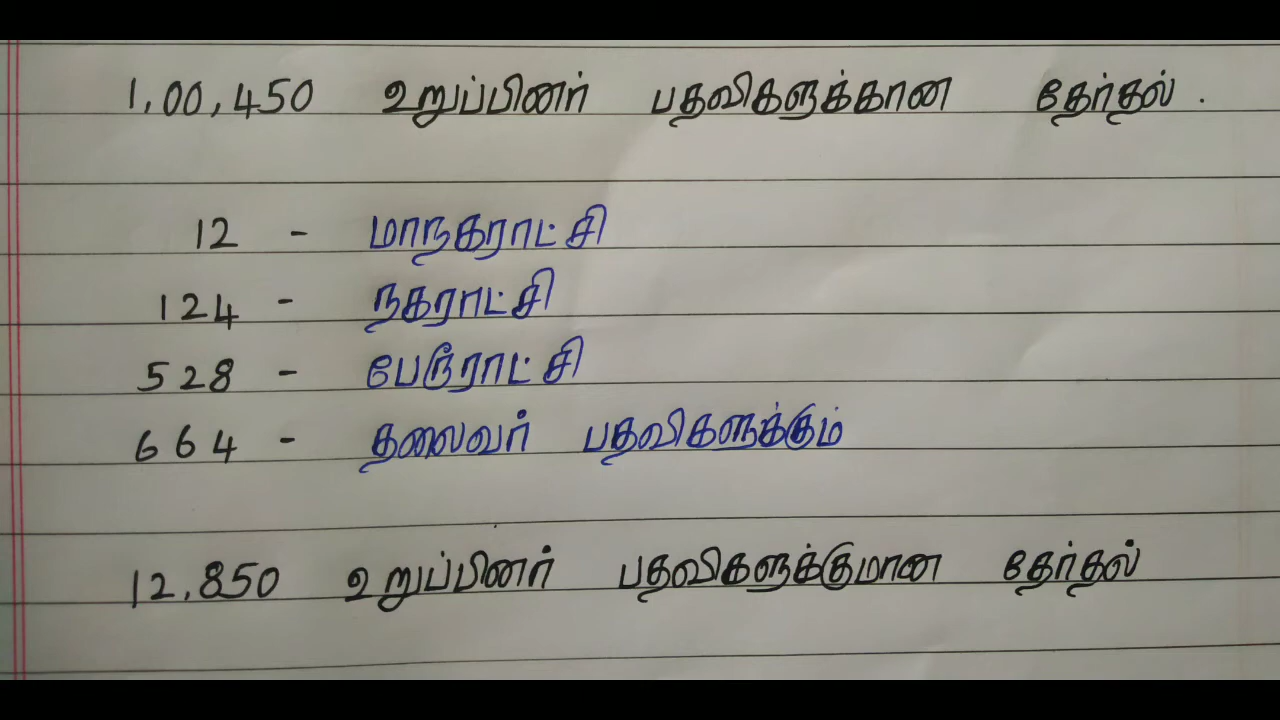 1,00,450 உறுப்பினர் பதவிகளுக்கான தேர்தல்.
12 - மாநகராட்சி
124 - நகராட்சி
528 - பேரூராட்சி
664 - தலைவர் பதவிகளுக்கும்
12,850 உறுப்பினர் பதவிகளுக்குமான தேர்தல்